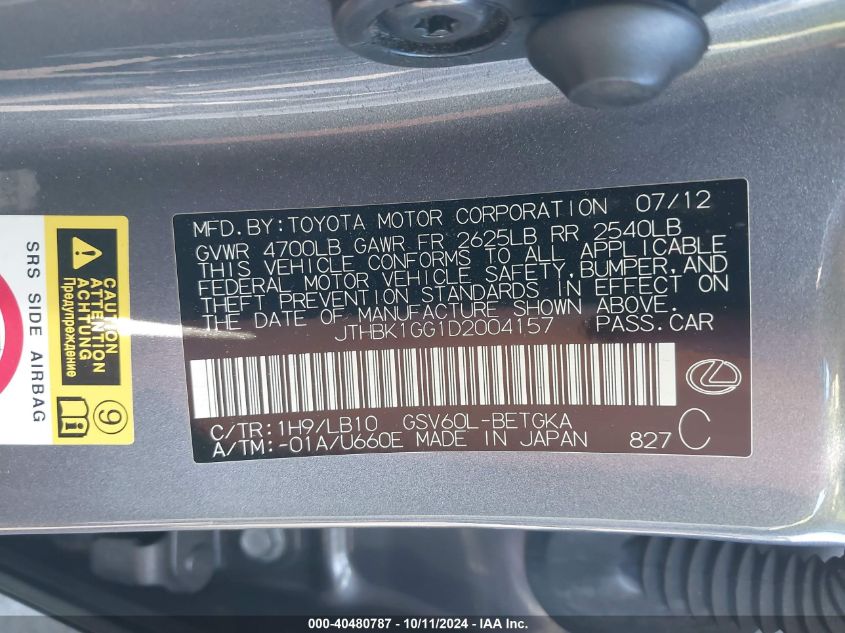 MFD. BY: TOYOTA MOTOR CORPORATION 07/12
GVWR 4700LB GAWR FR 2625LB RR 2540LB
THIS VEHICLE CONFORMS TO ALL APPLICABLE
FEDERAL MOTOR VEHICLE SAFETY, BUMPER, AND
THEFT PREVENTION STANDARDS IN EFFECT ON
THE DATE OF MANUFACTURE SHOWN ABOVE.
JTHBK1GG1D2004157 PASS.CAR
C/TR: 1H9/LB10 GSV60L-BETGKA
A/TM: -01A/U660E MADE IN JAPAN 827 C
SRS SIDE AIRBAG
CAUTION
ATTENTION
ACHTUNG
Предупреждение
9
000-40480787 - 10/11/2024 - IAA Inc.